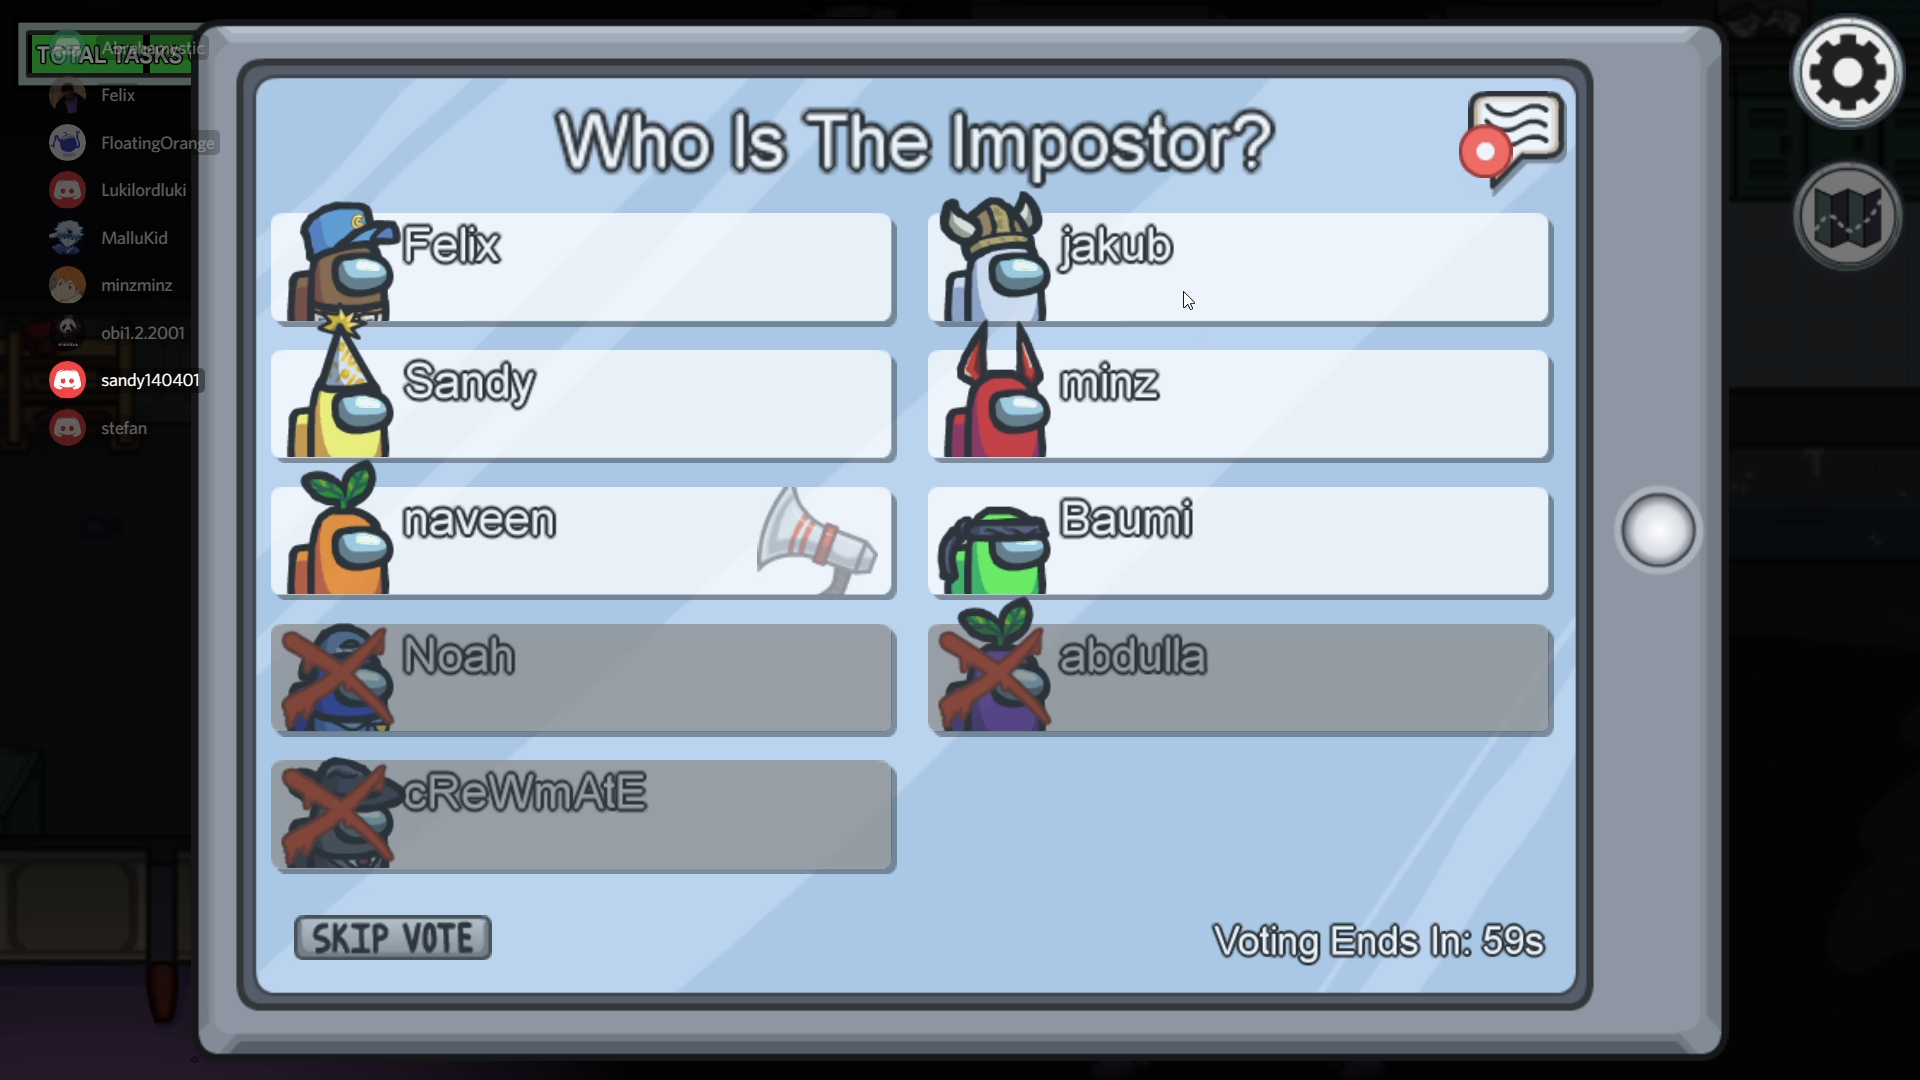 TOTAL TASKS
Abrahamystic
Felix
FloatingOrange
Lukilordluki
MalluKid
minzminz
obi1.2.2001
sandy140401
stefan
Who Is The Impostor?
Felix
jakub
Sandy
minz
naveen
Baumi
Noah
abdulla
cReWmAtE
SKIP VOTE
Voting Ends In: 59s